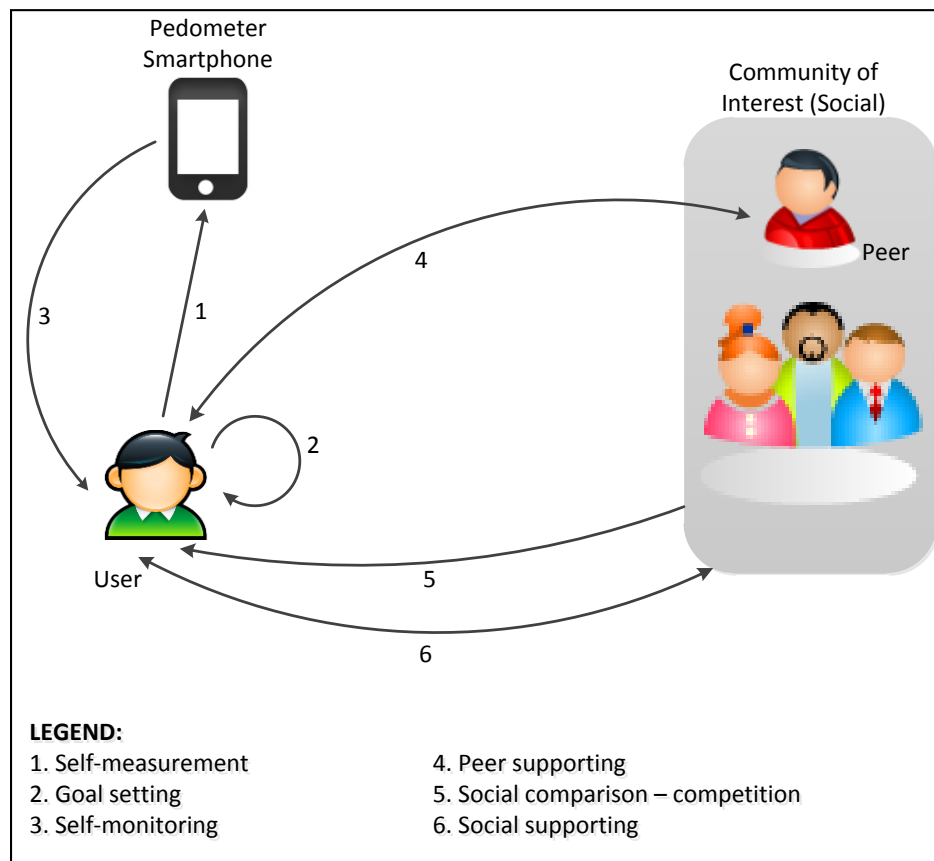 Pedometer
Smartphone
Community of
Interest (Social)
Peer
4
3
1
2
User
5
6
LEGEND:
1. Self-measurement
2. Goal setting
3. Self-monitoring
4. Peer supporting
5. Social comparison – competition
6. Social supporting